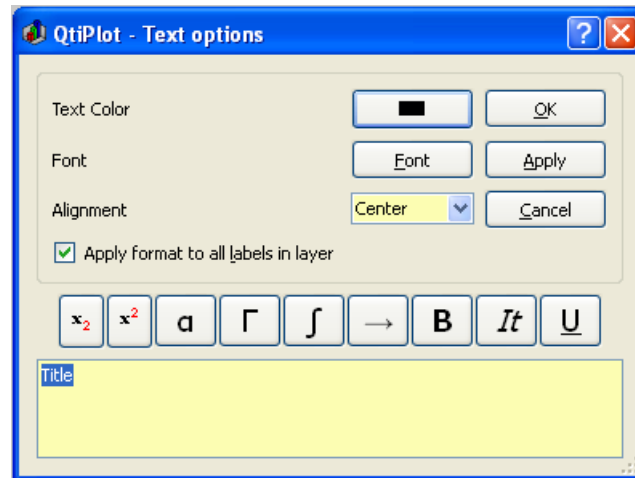 QtiPlot - Text options
Text Color
OK
Font
Font
Apply
Alignment
Center
Cancel
Apply format to all labels in layer
x₂ x² α Γ ∫ → B It U
Title